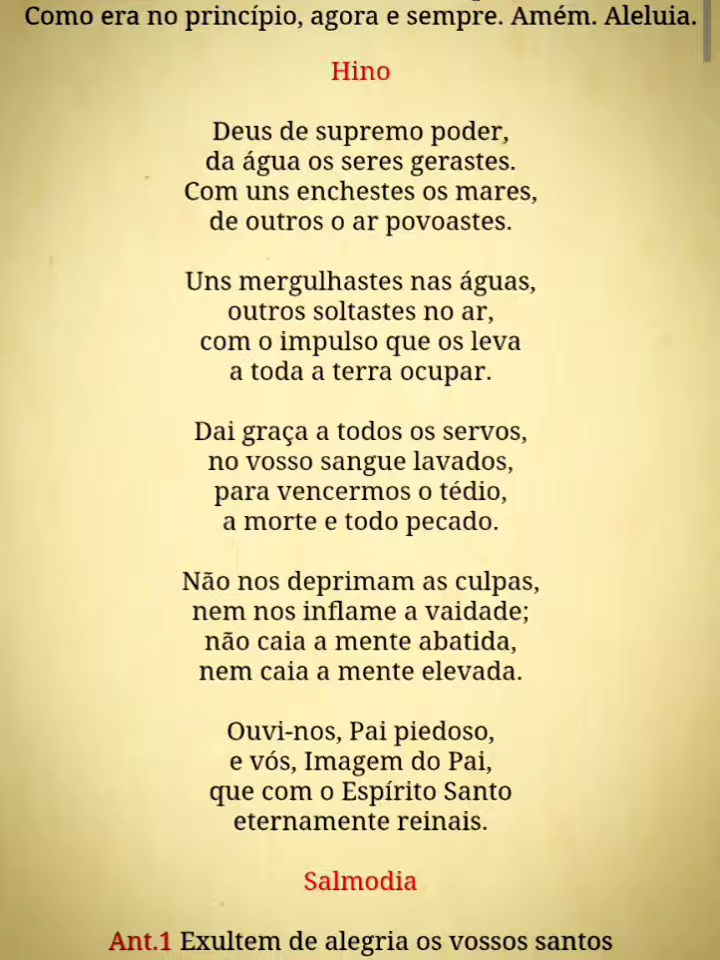 Como era no princípio, agora e sempre. Amém. Aleluia.
Hino
Deus de supremo poder,
da água os seres gerastes.
Com uns enchestes os mares,
de outros o ar povoastes.
Uns mergulhastes nas águas,
outros soltastes no ar,
com o impulso que os leva
a toda a terra ocupar.
Dai graça a todos os servos,
no vosso sangue lavados,
para vencermos o tédio,
a morte e todo pecado.
Não nos deprimam as culpas,
nem nos inflame a vaidade;
não caia a mente abatida,
nem caia a mente elevada.
Ouvi-nos, Pai piedoso,
e vós, Imagem do Pai,
que com o Espírito Santo
eternamente reinais.
Salmodia
Ant.1 Exultem de alegria os vossos santos